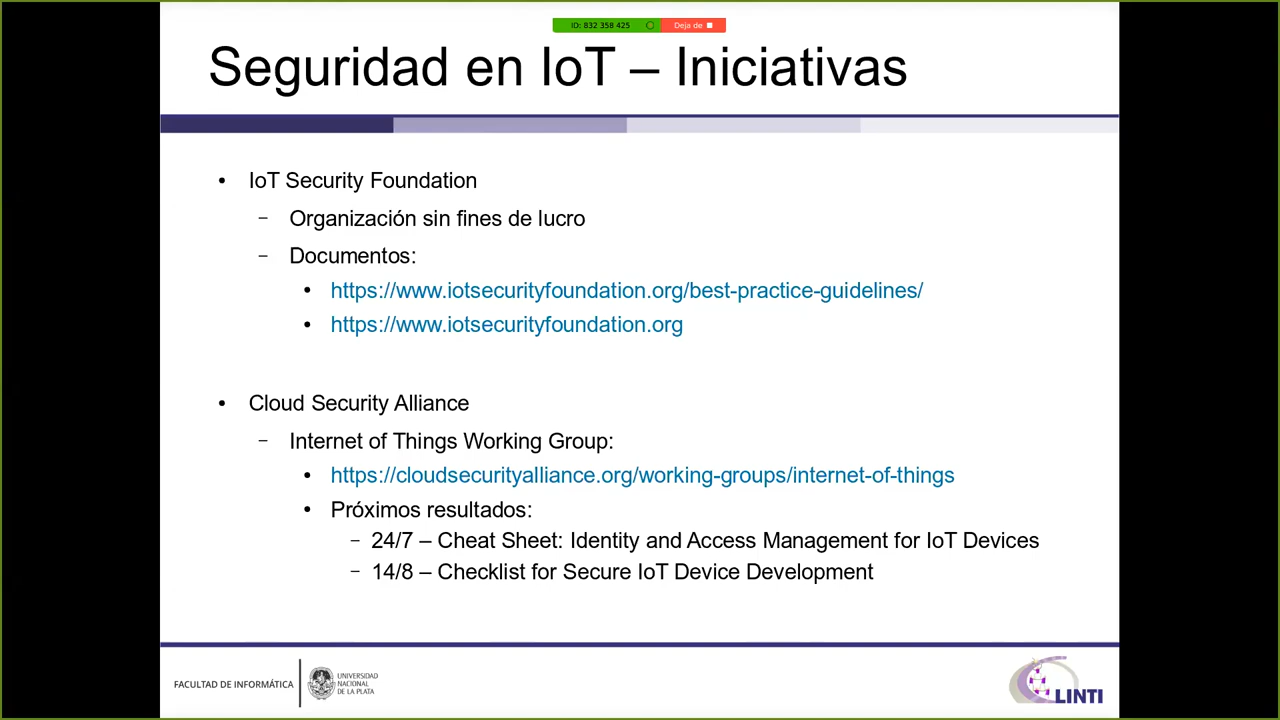 ID: 832 358 425 Deja de
Seguridad en IoT – Iniciativas
• IoT Security Foundation
– Organización sin fines de lucro
– Documentos:
• https://www.iotsecurityfoundation.org/best-practice-guidelines/
• https://www.iotsecurityfoundation.org
• Cloud Security Alliance
– Internet of Things Working Group:
• https://cloudsecurityalliance.org/working-groups/internet-of-things
• Próximos resultados:
– 24/7 – Cheat Sheet: Identity and Access Management for IoT Devices
– 14/8 – Checklist for Secure IoT Device Development
FACULTAD DE INFORMÁTICA
UNIVERSIDAD
NACIONAL
DE LA PLATA
LINTI